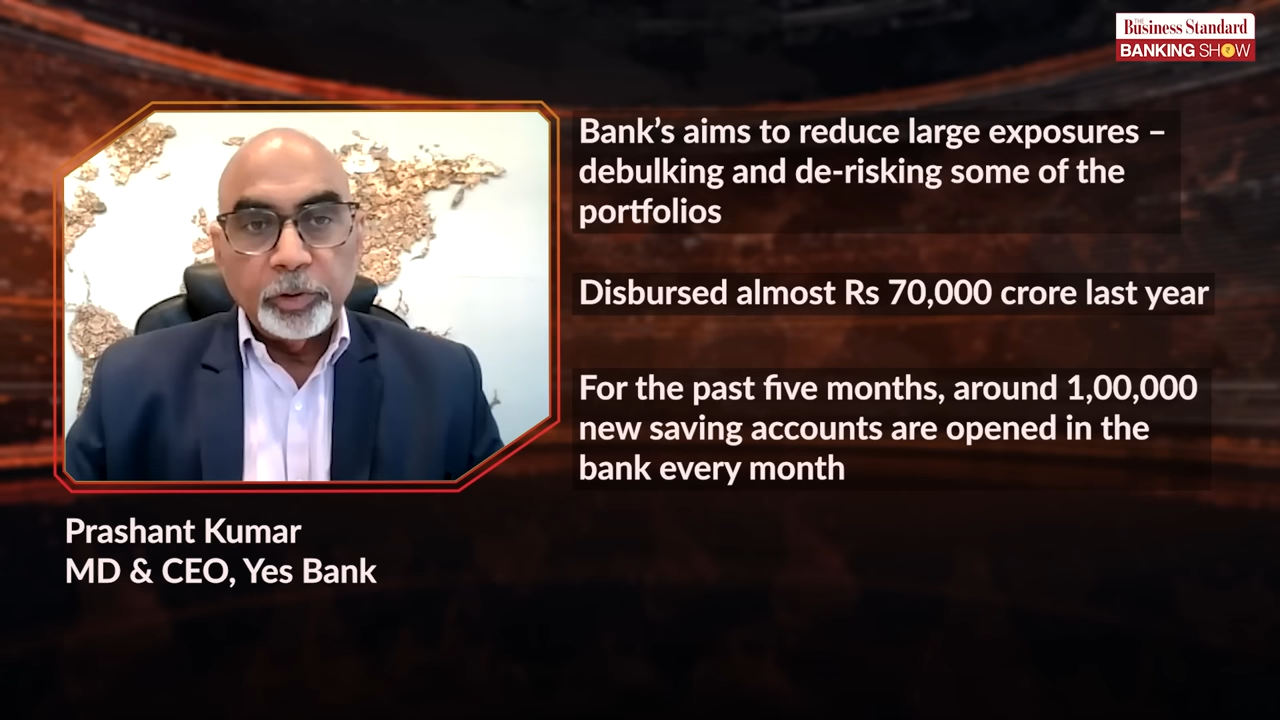 THE
Business Standard
BANKING SHOW
Bank’s aims to reduce large exposures –
debulking and de-risking some of the
portfolios
Disbursed almost Rs 70,000 crore last year
For the past five months, around 1,00,000
new saving accounts are opened in the
bank every month
Prashant Kumar
MD & CEO, Yes Bank